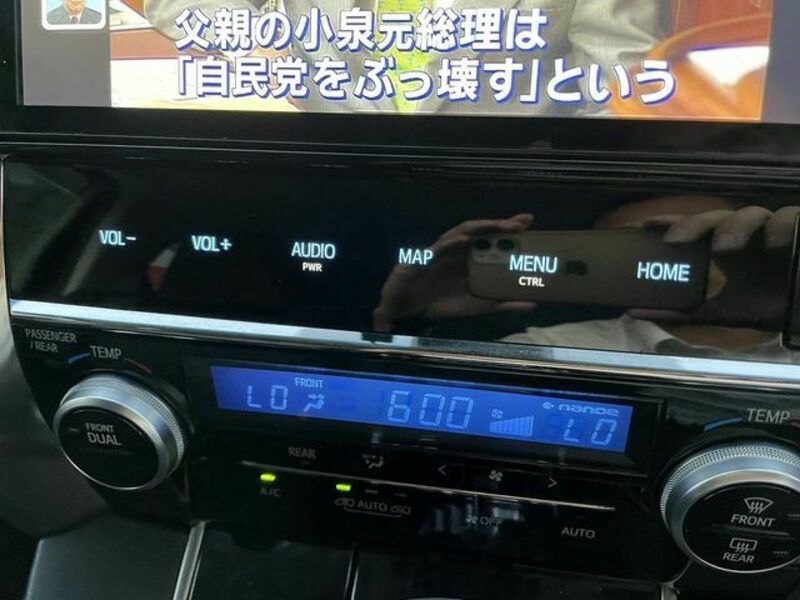 父親の小泉元総理は
「自民党をぶっ壊す」という
VOL− VOL+ AUDIO MAP MENU HOME
PWR CTRL
PASSENGER
/REAR
TEMP
FRONT
LO 600 nanoe LO
TEMP
FRONT
DUAL
REAR
A/C
AUTO
OFF
AUTO
FRONT
REAR